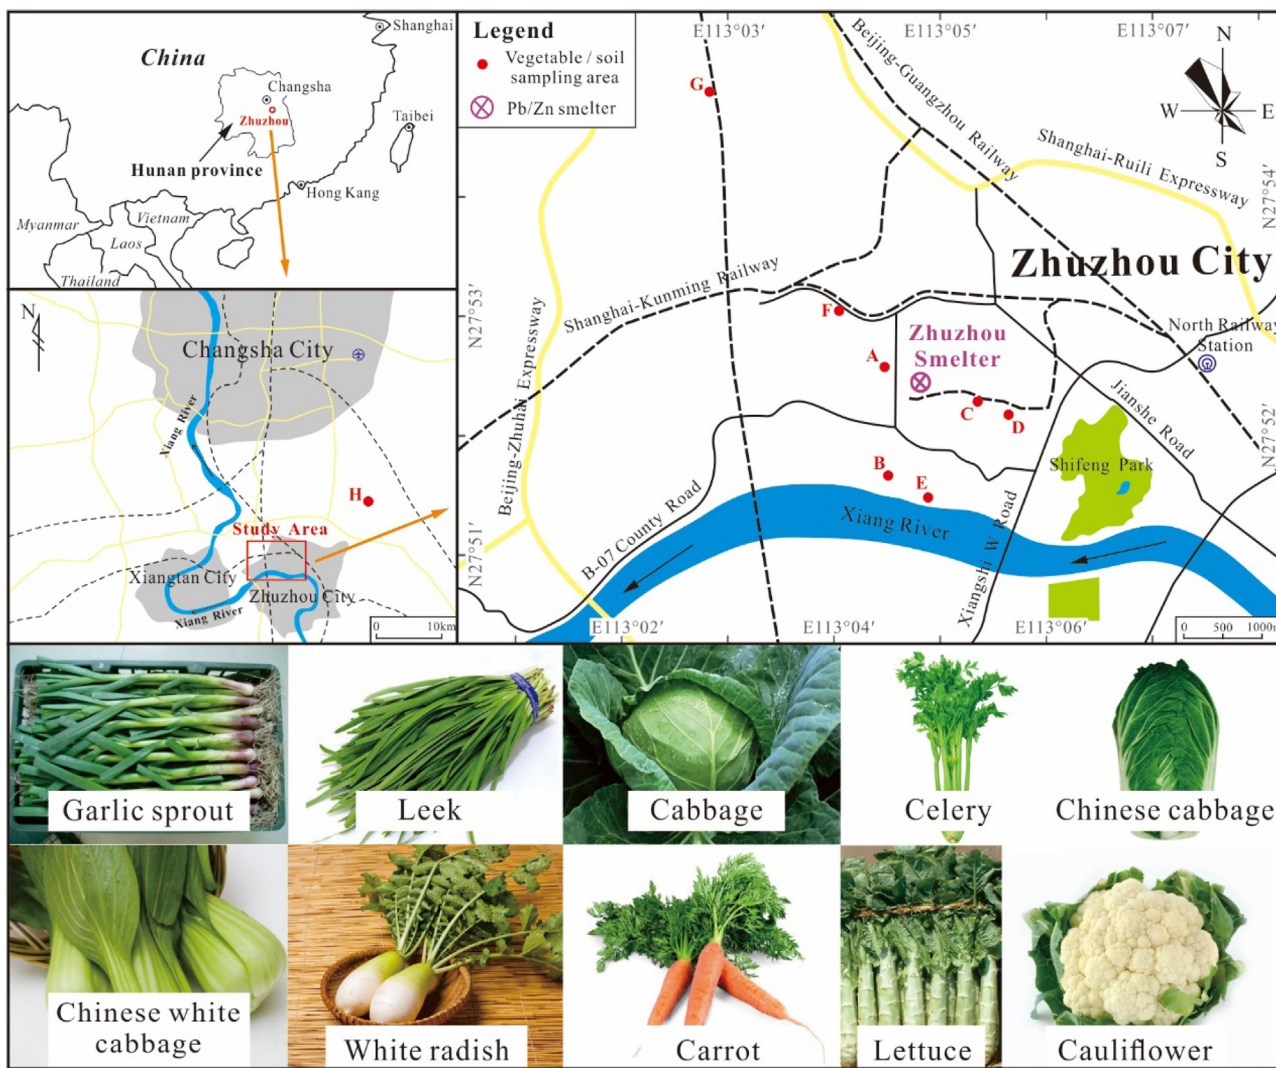 China
Shanghai
Changsha
Zhuzhou
Taibei
Hunan province
Hong Kang
Myanmar
Vietnam
Laos
Thailand
N
Changsha City
Xiang River
H
Study Area
Xiangtan City
Zhuzhou City
Xiang River
0 10km
Legend
Vegetable / soil
sampling area
Pb/Zn smelter
E113°03′
E113°05′
E113°07′
N
W
E
S
G
Beijing-Guangzhou Railway
Shanghai-Ruili Expressway
N27°54′
Zhuzhou City
Shanghai-Kunming Railway
N27°53′
F
A
Zhuzhou
Smelter
North Railway
Station
Beijing-Zhuhai Expressway
C
D
Jianshe Road
N27°52′
B
E
Shifeng Park
Xiang River
B-07 County Road
Xiangshi W Road
N27°51′
E113°02′
E113°04′
E113°06′
0 500 1000m
Garlic sprout
Leek
Cabbage
Celery
Chinese cabbage
Chinese white
cabbage
White radish
Carrot
Lettuce
Cauliflower